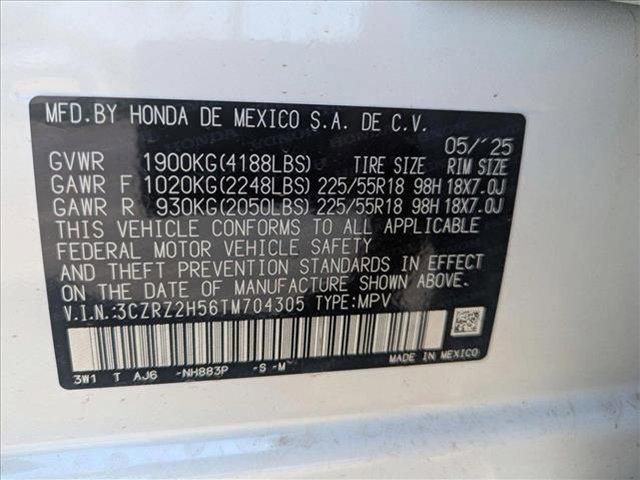 MFD.BY HONDA DE MEXICO S.A. DE C.V.
05/'25
GVWR 1900KG(4188LBS) TIRE SIZE RIM SIZE
GAWR F 1020KG(2248LBS) 225/55R18 98H 18X7.0J
GAWR R 930KG(2050LBS) 225/55R18 98H 18X7.0J
THIS VEHICLE CONFORMS TO ALL APPLICABLE
FEDERAL MOTOR VEHICLE SAFETY
AND THEFT PREVENTION STANDARDS IN EFFECT
ON THE DATE OF MANUFACTURE SHOWN ABOVE.
V.I.N.:3CZRZ2H56TM704305 TYPE:MPV
MADE IN MEXICO
3W1 T AJ6 -NH883P -S -M